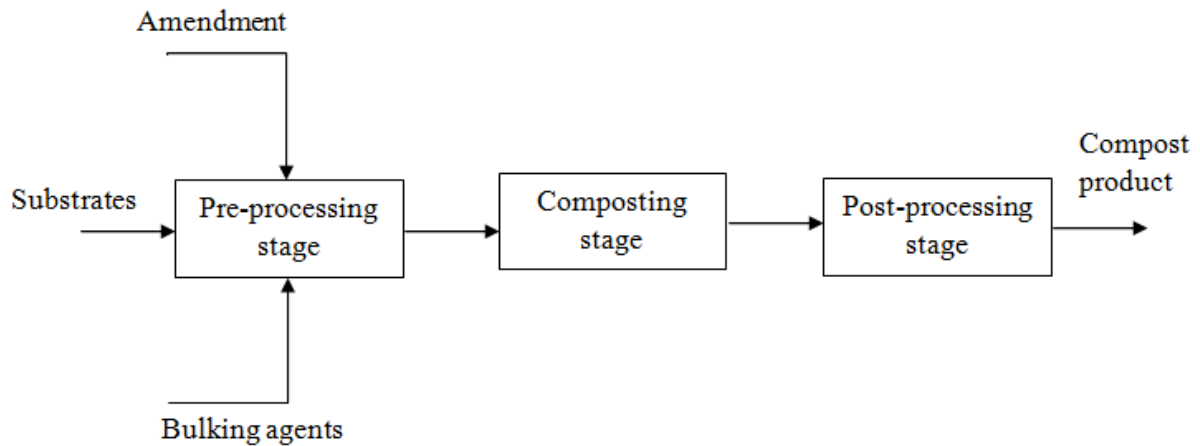 Amendment
Substrates
Pre-processing
stage
Composting
stage
Post-processing
stage
Compost
product
Bulking agents